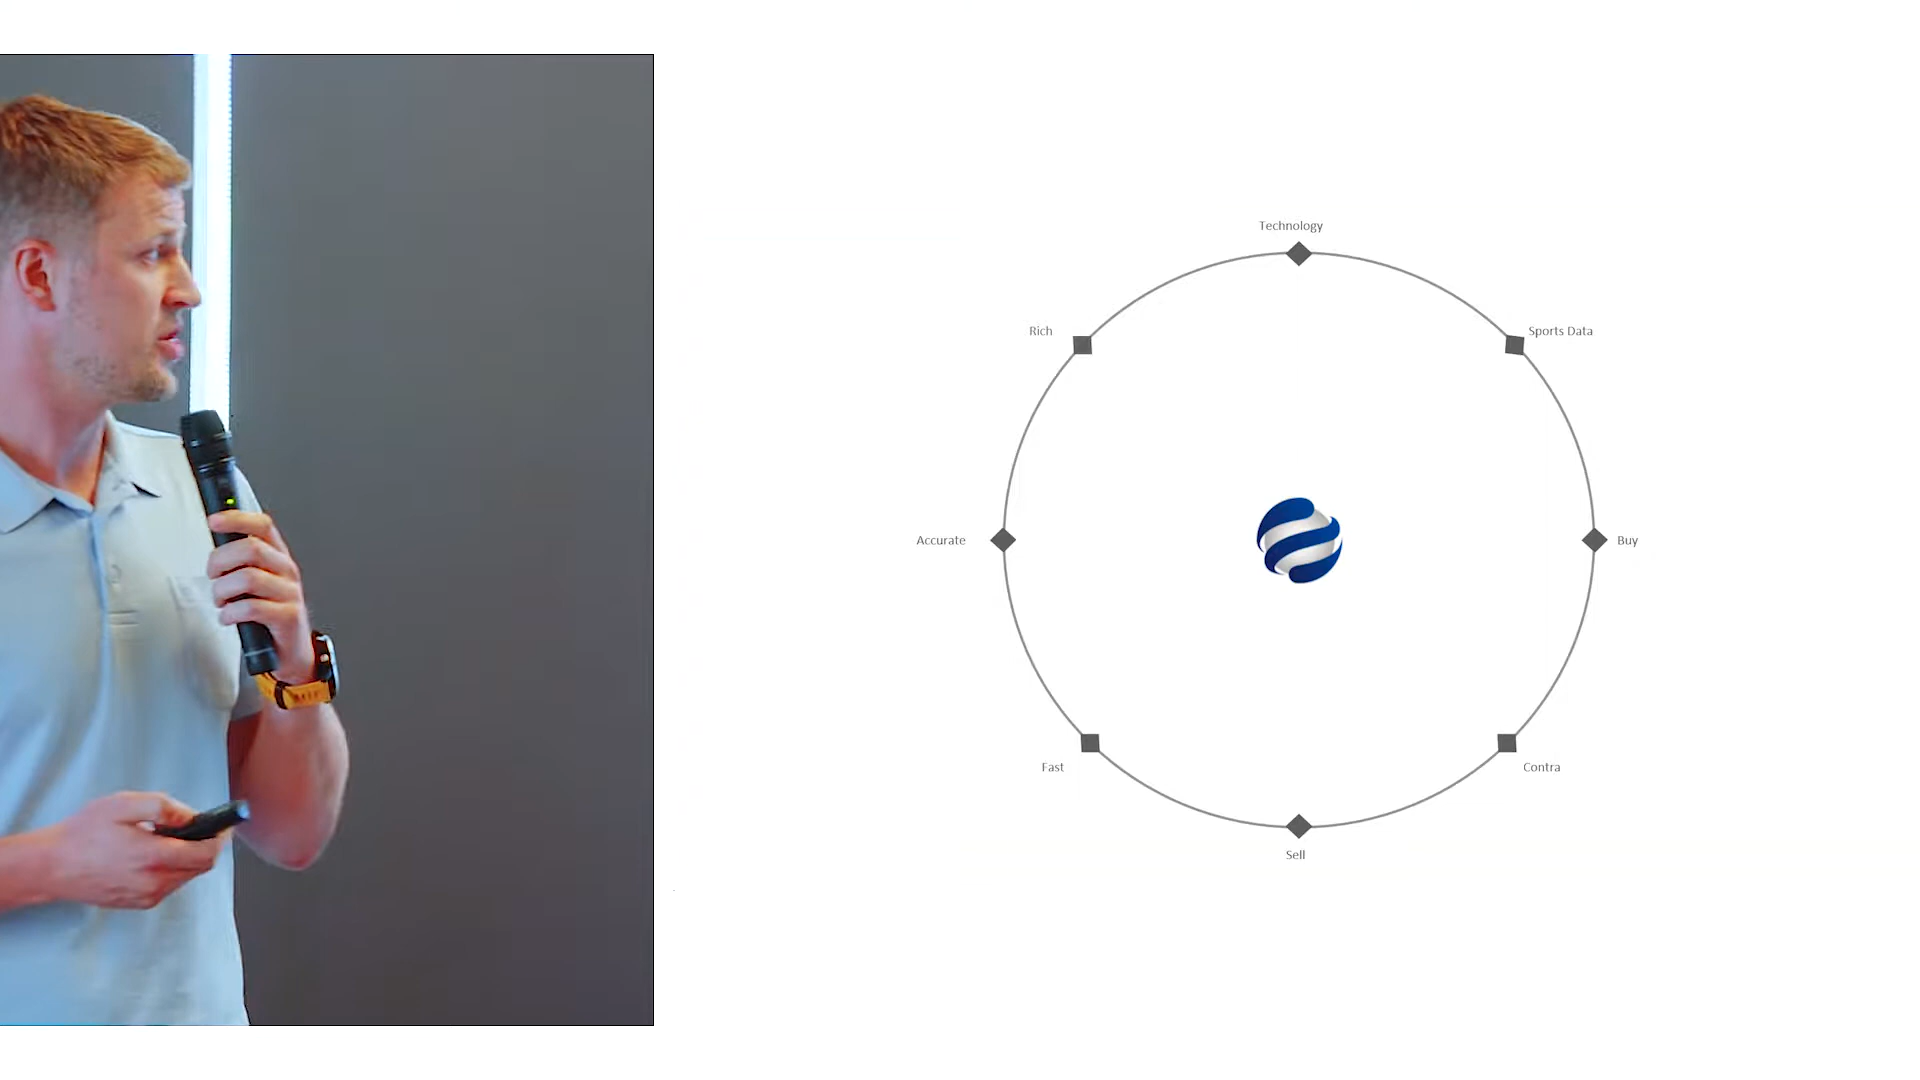 Technology
Rich
Sports Data
Accurate
Buy
Fast
Contra
Sell